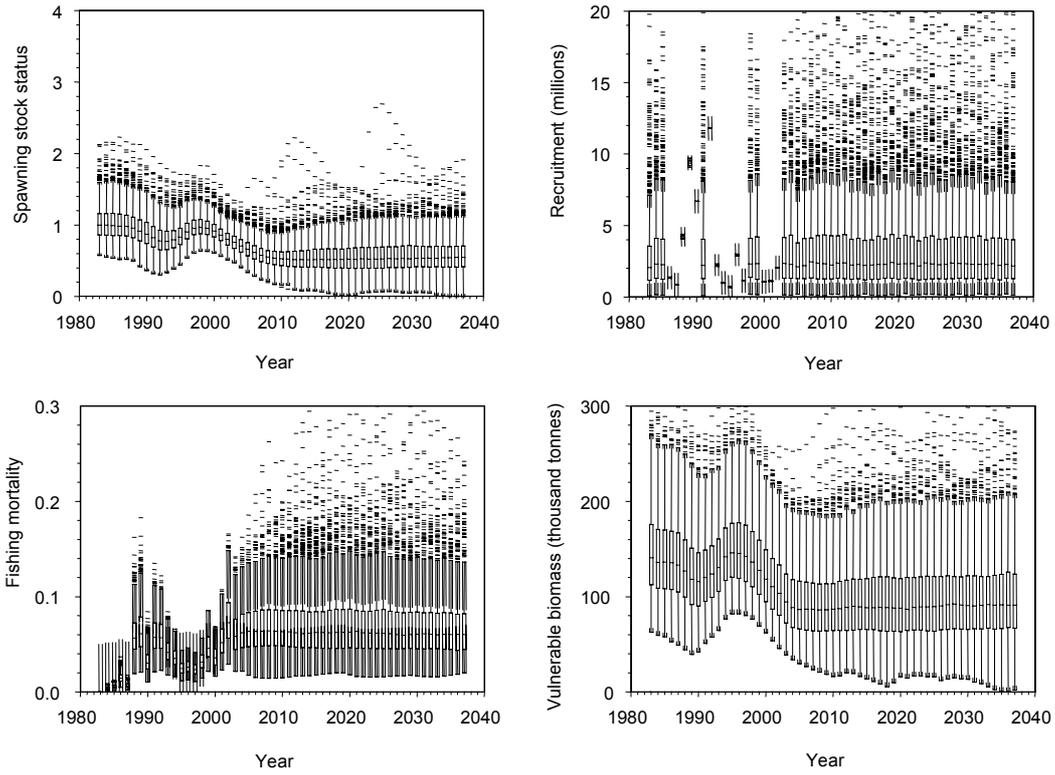 4
3
2
1
0
Spawning stock status
1980 1990 2000 2010 2020 2030 2040
Year
20
15
10
5
0
Recruitment (millions)
1980 1990 2000 2010 2020 2030 2040
Year
0.3
0.2
0.1
0.0
Fishing mortality
1980 1990 2000 2010 2020 2030 2040
Year
300
200
100
0
Vulnerable biomass (thousand tonnes)
1980 1990 2000 2010 2020 2030 2040
Year